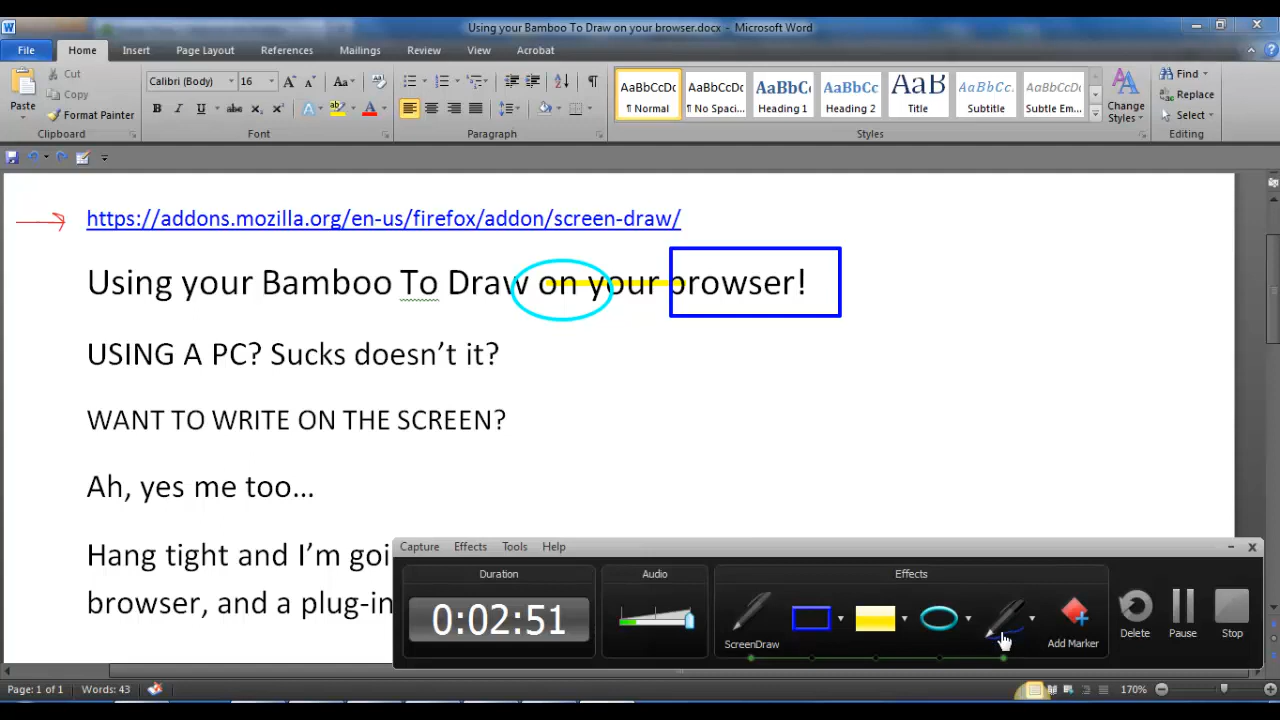 Using your Bamboo To Draw on your browser.docx - Microsoft Word
File Home Insert Page Layout References Mailings Review View Acrobat
Paste
Cut
Copy
Format Painter
Calibri (Body) 16
AaBbCcDc AaBbCcDc AaBbC AaBbCc AaB AaBbCc. AaBbCcDc
¶ Normal ¶ No Spaci... Heading 1 Heading 2 Title Subtitle Subtle Em...
Change Styles
Find
Replace
Select
Clipboard Font Paragraph Styles Editing
https://addons.mozilla.org/en-us/firefox/addon/screen-draw/
Using your Bamboo To Draw on your browser!
USING A PC? Sucks doesn’t it?
WANT TO WRITE ON THE SCREEN?
Ah, yes me too…
Hang tight and I’m goi
browser, and a plug-in
Capture Effects Tools Help
Duration Audio Effects
0:02:51
ScreenDraw Add Marker Delete Pause Stop
Page: 1 of 1 Words: 43 170%